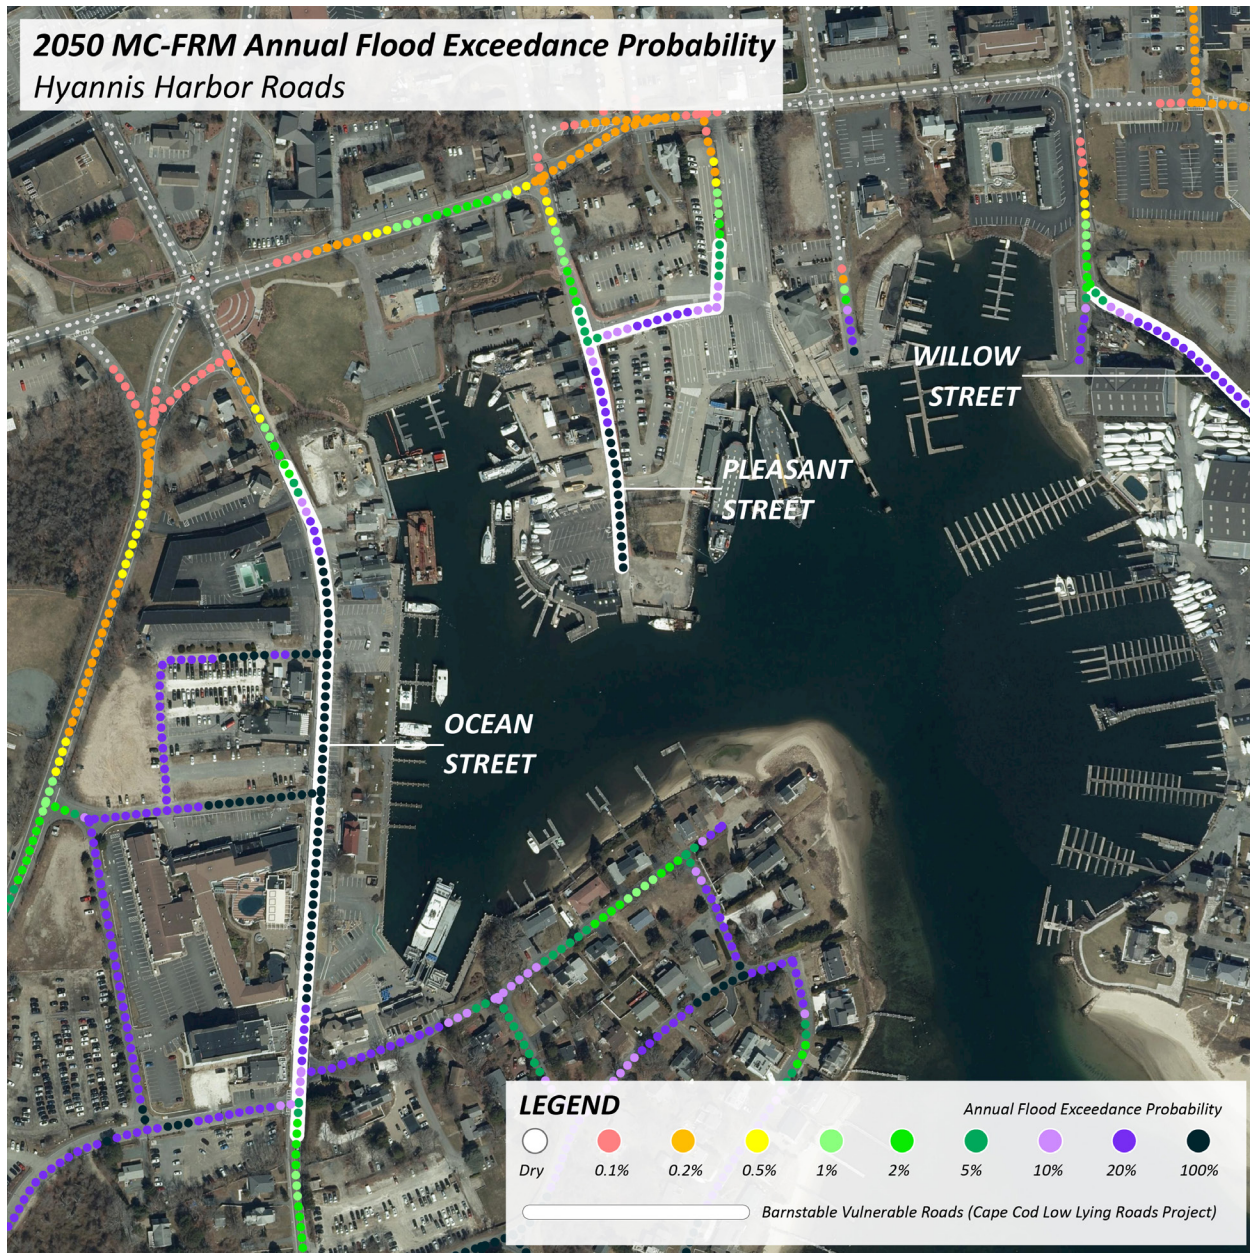 2050 MC-FRM Annual Flood Exceedance Probability
Hyannis Harbor Roads
WILLOW
STREET
PLEASANT
STREET
OCEAN
STREET
LEGEND
Annual Flood Exceedance Probability
Dry 0.1% 0.2% 0.5% 1% 2% 5% 10% 20% 100%
Barnstable Vulnerable Roads (Cape Cod Low Lying Roads Project)